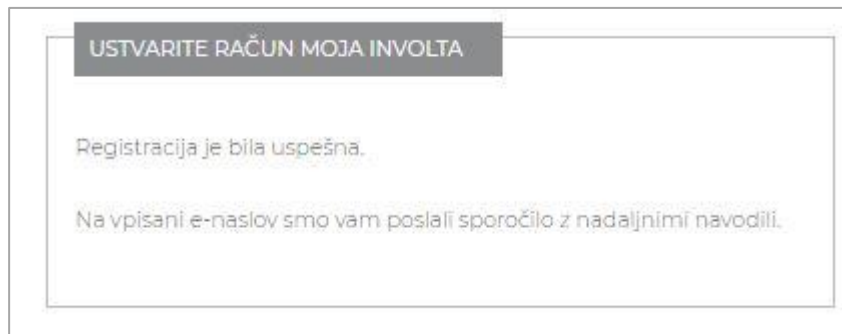 USTVARITE RAČUN MOJA INVOLTA
Registracija je bila uspešna.
Na vpisani e-naslov smo vam poslali sporočilo z nadaljnimi navodili.